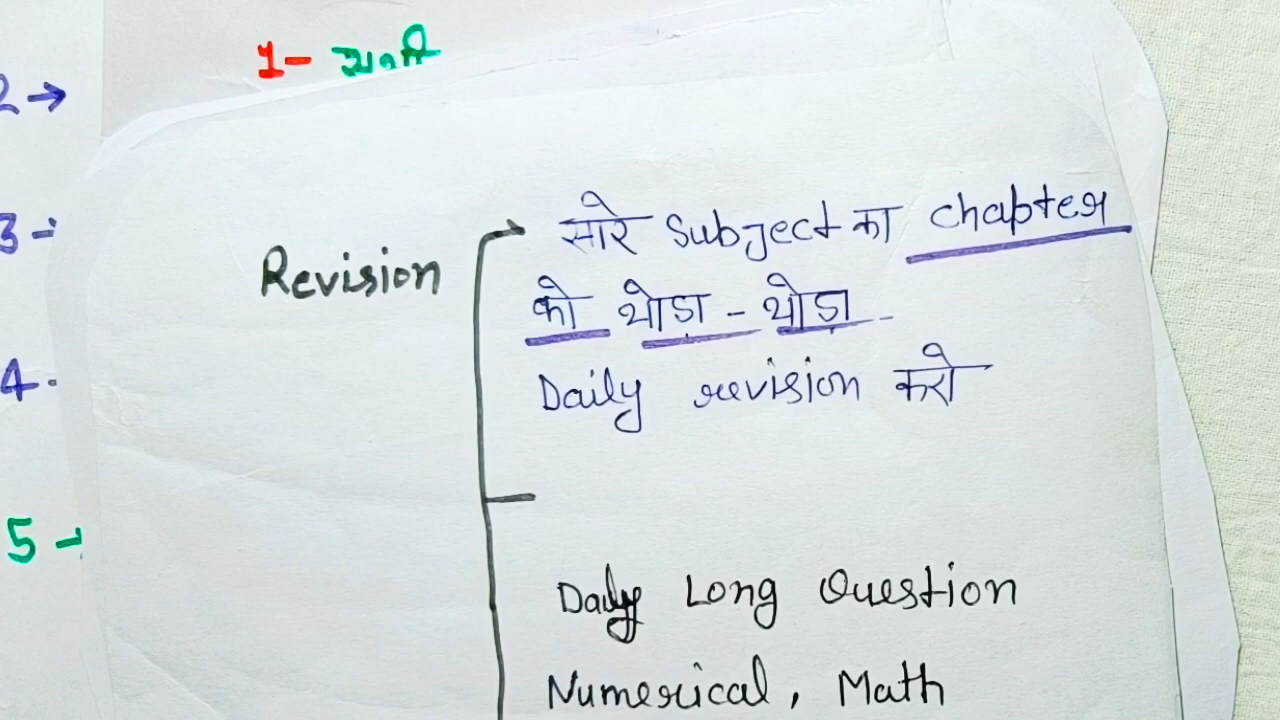 1-
2 →
3 -
4 -
5 →
Revision
सारे Subject का chapter
को थोड़ा - थोड़ा -
Daily revision करो
Daily Long Question
Numerical, Math